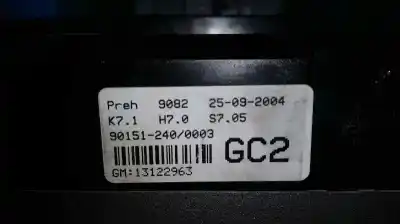 Preh 9082 25-09-2004
K7.1 H7.0 S7.05
90151-240/0003
GC2
GM:13122963